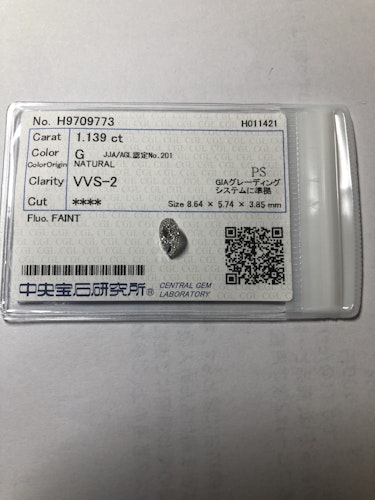 No. H9709773 H011421
Carat 1.139 ct
Color G JJA/AGL認定No.201
ColorOrigin NATURAL
Clarity VVS-2 PS
GIAグレーディング
システムに準拠
Cut **** Size 8.64 × 5.74 × 3.85 mm
Fluo. FAINT
中央宝石研究所® CENTRAL GEM
LABORATORY